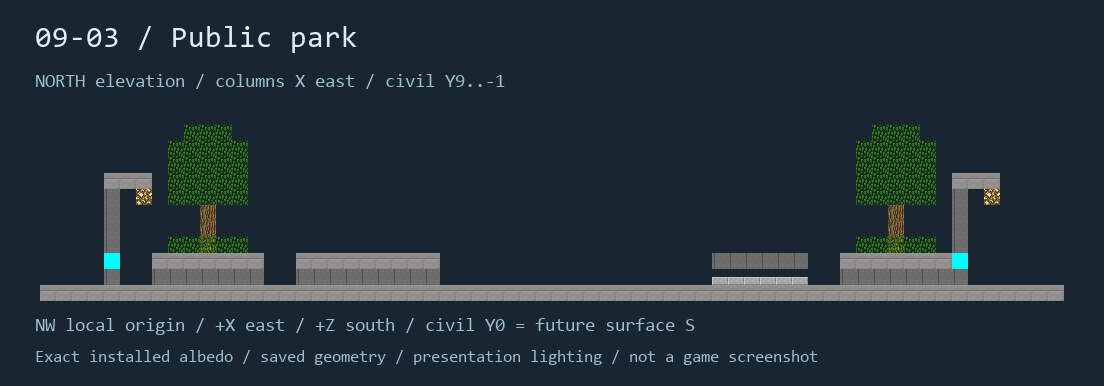 09-03 / Public park
NORTH elevation / columns X east / civil Y9..-1
NW local origin / +X east / +Z south / civil Y0 = future surface S
Exact installed albedo / saved geometry / presentation lighting / not a game screenshot